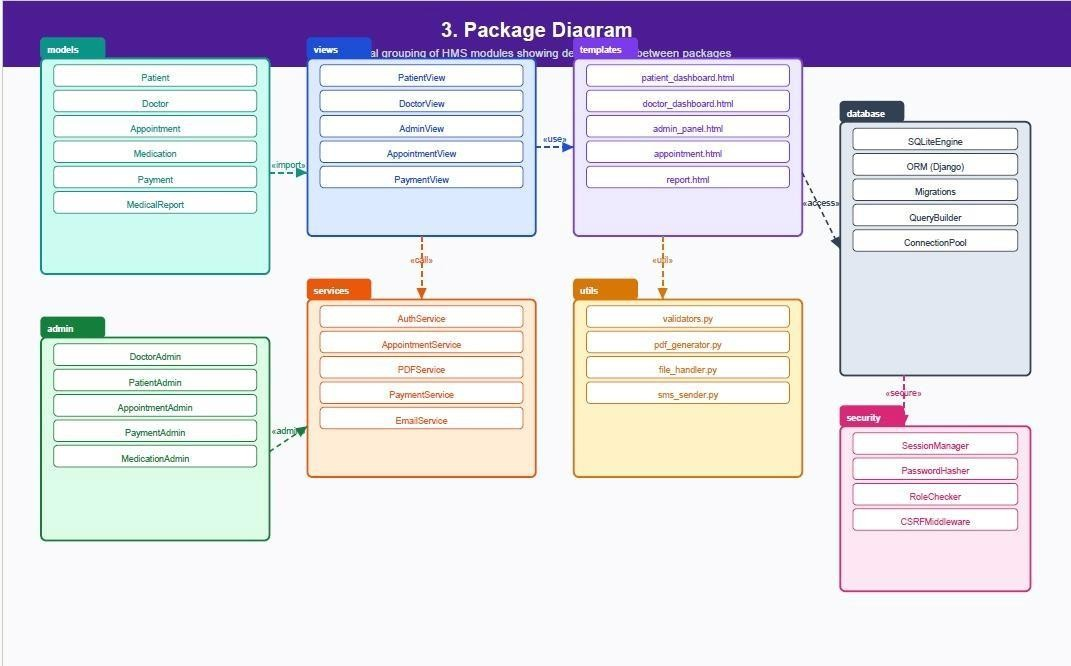 3. Package Diagram
al grouping of HMS modules showing de between packages
models
Patient
Doctor
Appointment
Medication
Payment
MedicalReport
«import»
views
PatientView
DoctorView
AdminView
AppointmentView
PaymentView
«use»
templates
patient_dashboard.html
doctor_dashboard.html
admin_panel.html
appointment.html
report.html
«access»
database
SQLiteEngine
ORM (Django)
Migrations
QueryBuilder
ConnectionPool
«call»
«util»
admin
DoctorAdmin
PatientAdmin
AppointmentAdmin
PaymentAdmin
MedicationAdmin
«admin
services
AuthService
AppointmentService
PDFService
PaymentService
EmailService
utils
validators.py
pdf_generator.py
file_handler.py
sms_sender.py
«secure»
security
SessionManager
PasswordHasher
RoleChecker
CSRFMiddleware